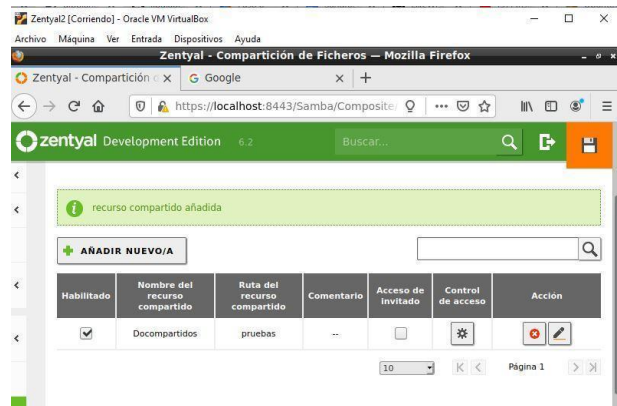 Zentyal2 [Corriendo] - Oracle VM VirtualBox
Archivo Máquina Ver Entrada Dispositivos Ayuda
Zentyal - Compartición de Ficheros — Mozilla Firefox
Zentyal - Compartición
Google
https://localhost:8443/Samba/Composite
zentyal Development Edition 6.2
Buscar...
recurso compartido añadida
AÑADIR NUEVO/A
Habilitado
Nombre del recurso compartido
Ruta del recurso compartido
Comentario
Acceso de invitado
Control de acceso
Acción
Docompartidos pruebas --
10 Página 1